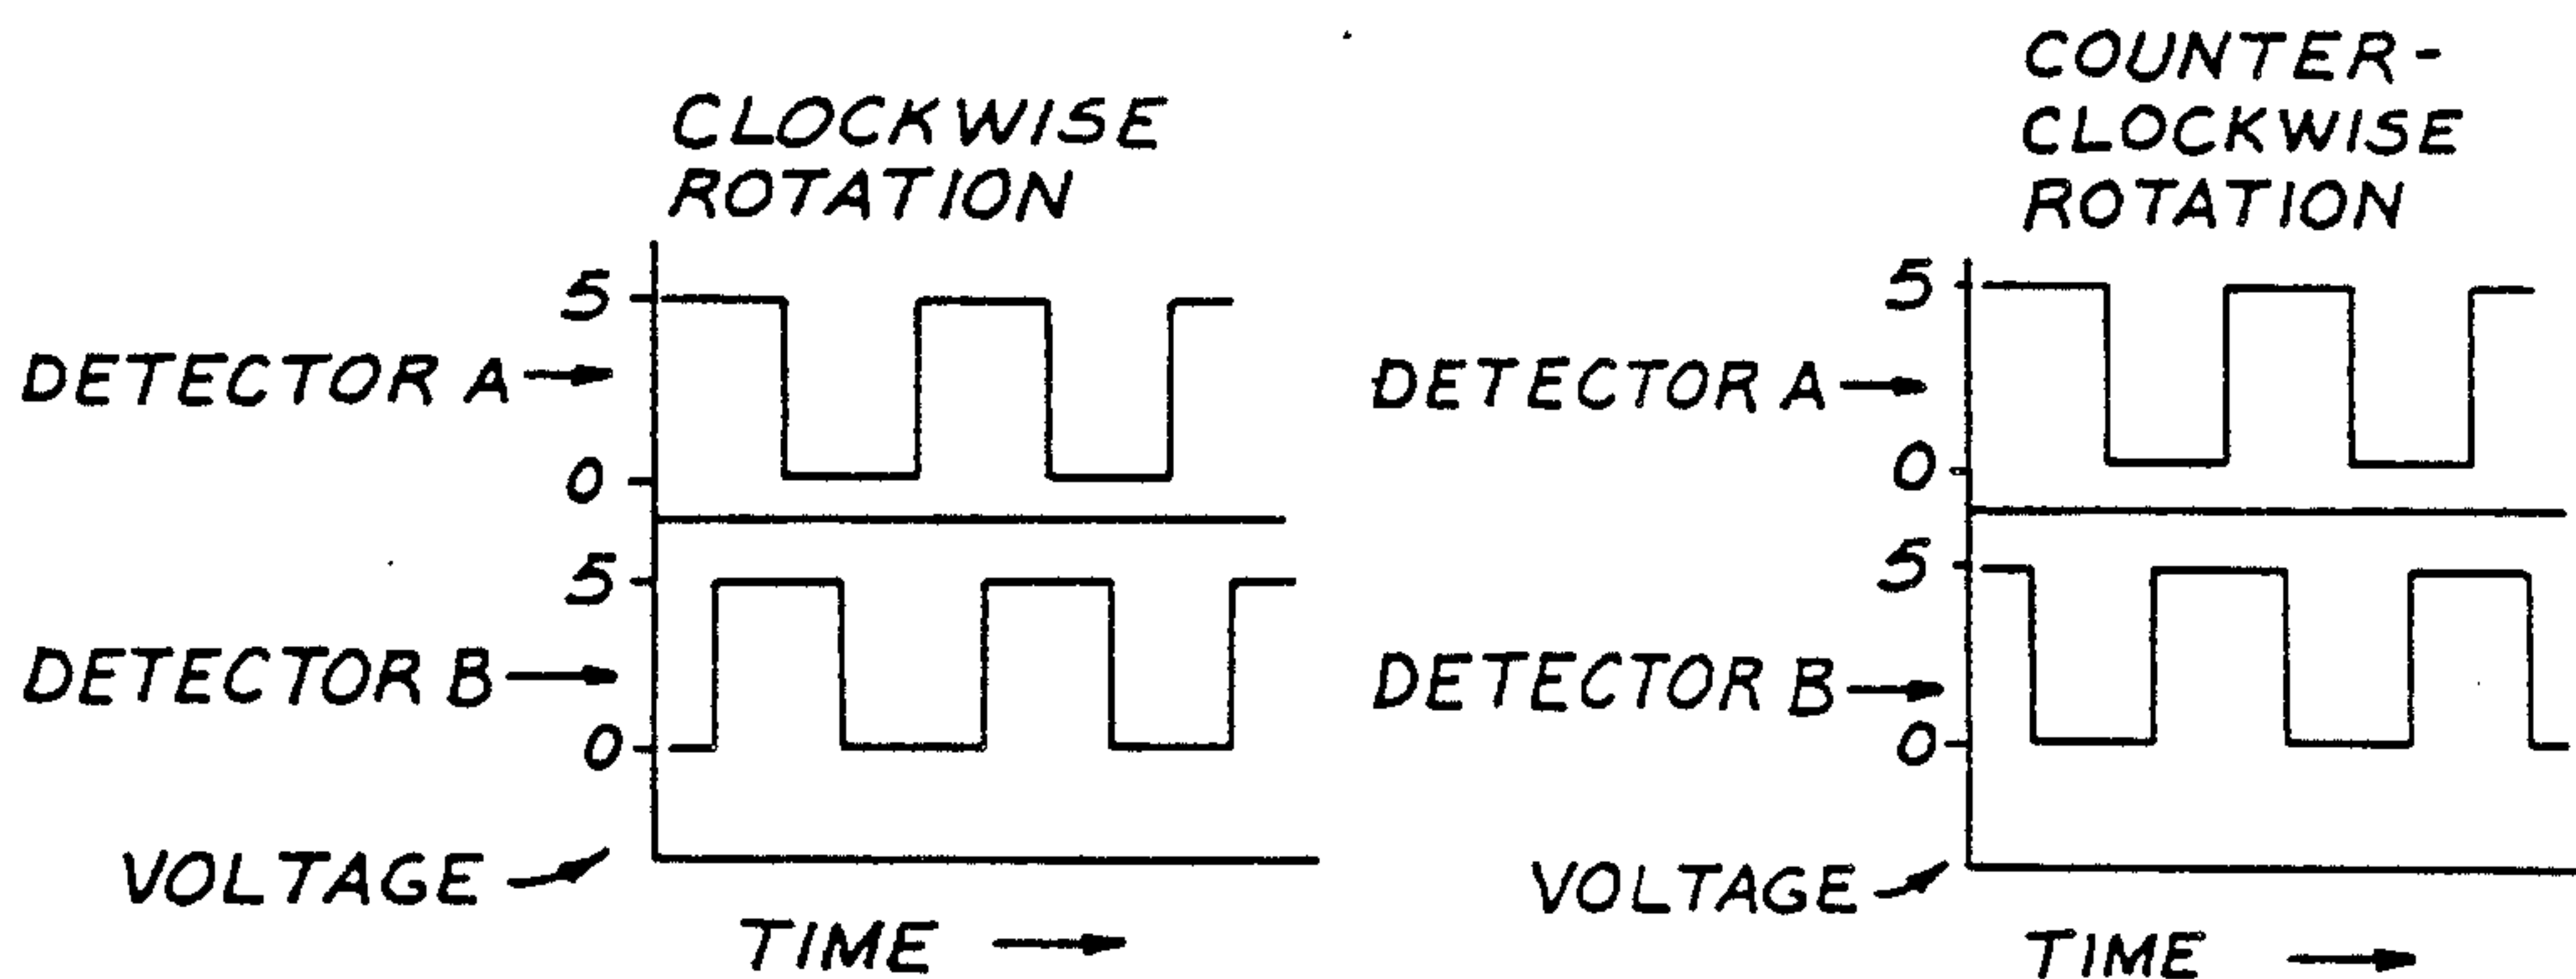 CLOCKWISE
ROTATION
5
DETECTOR A
0
5
DETECTOR B
0
VOLTAGE
TIME
COUNTER-
CLOCKWISE
ROTATION
5
DETECTOR A
0
5
DETECTOR B
0
VOLTAGE
TIME